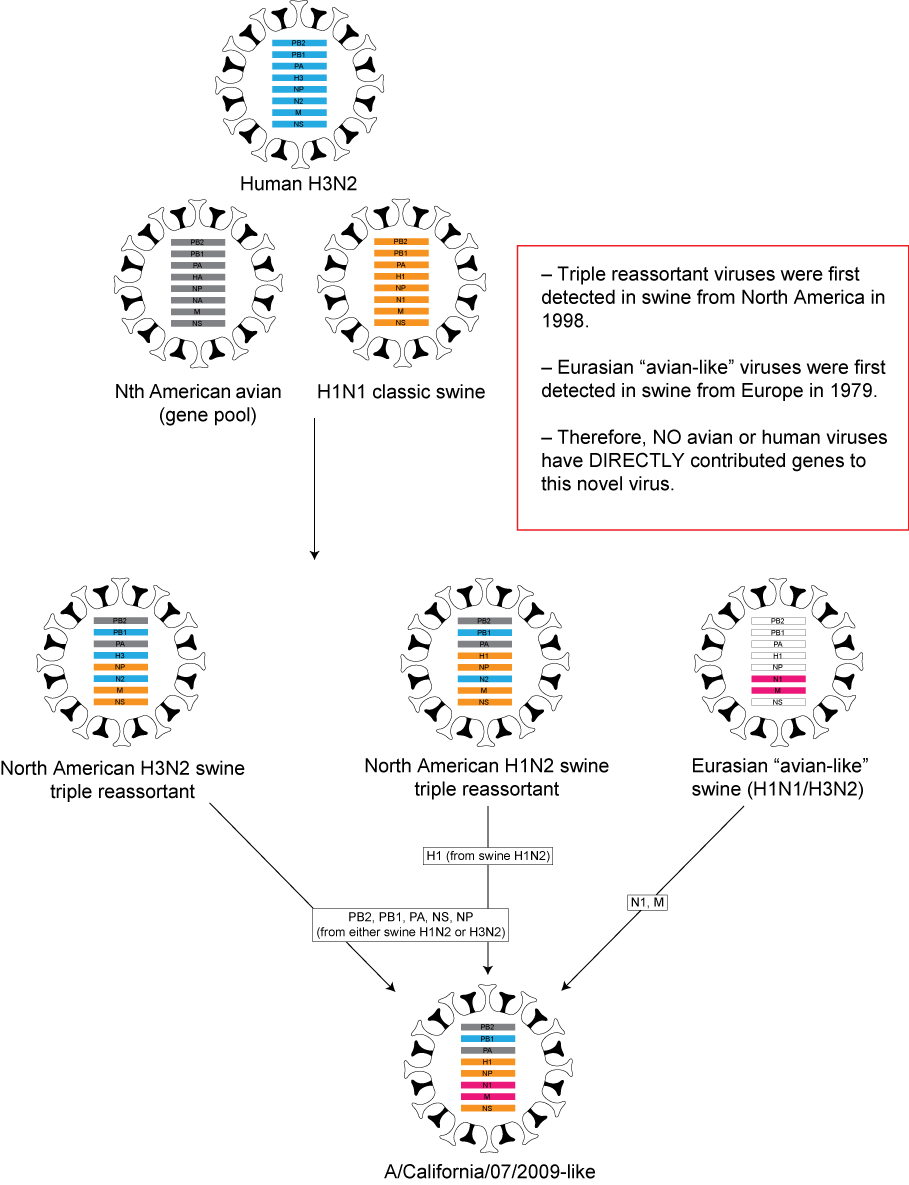 PB2
PB1
PA
H3
NP
N2
M
NS
Human H3N2
PB2
PB1
PA
HA
NP
NA
M
NS
Nth American avian
(gene pool)
PB2
PB1
PA
H1
NP
N1
M
NS
H1N1 classic swine
– Triple reassortant viruses were first
detected in swine from North America in
1998.
– Eurasian “avian-like” viruses were first
detected in swine from Europe in 1979.
– Therefore, NO avian or human viruses
have DIRECTLY contributed genes to
this novel virus.
PB2
PB1
PA
H3
NP
N2
M
NS
North American H3N2 swine
triple reassortant
PB2
PB1
PA
H1
NP
N2
M
NS
North American H1N2 swine
triple reassortant
PB2
PB1
PA
H1
NP
N1
M
NS
Eurasian “avian-like”
swine (H1N1/H3N2)
H1 (from swine H1N2)
N1, M
PB2, PB1, PA, NS, NP
(from either swine H1N2 or H3N2)
PB2
PB1
PA
H1
NP
N1
M
NS
A/California/07/2009-like